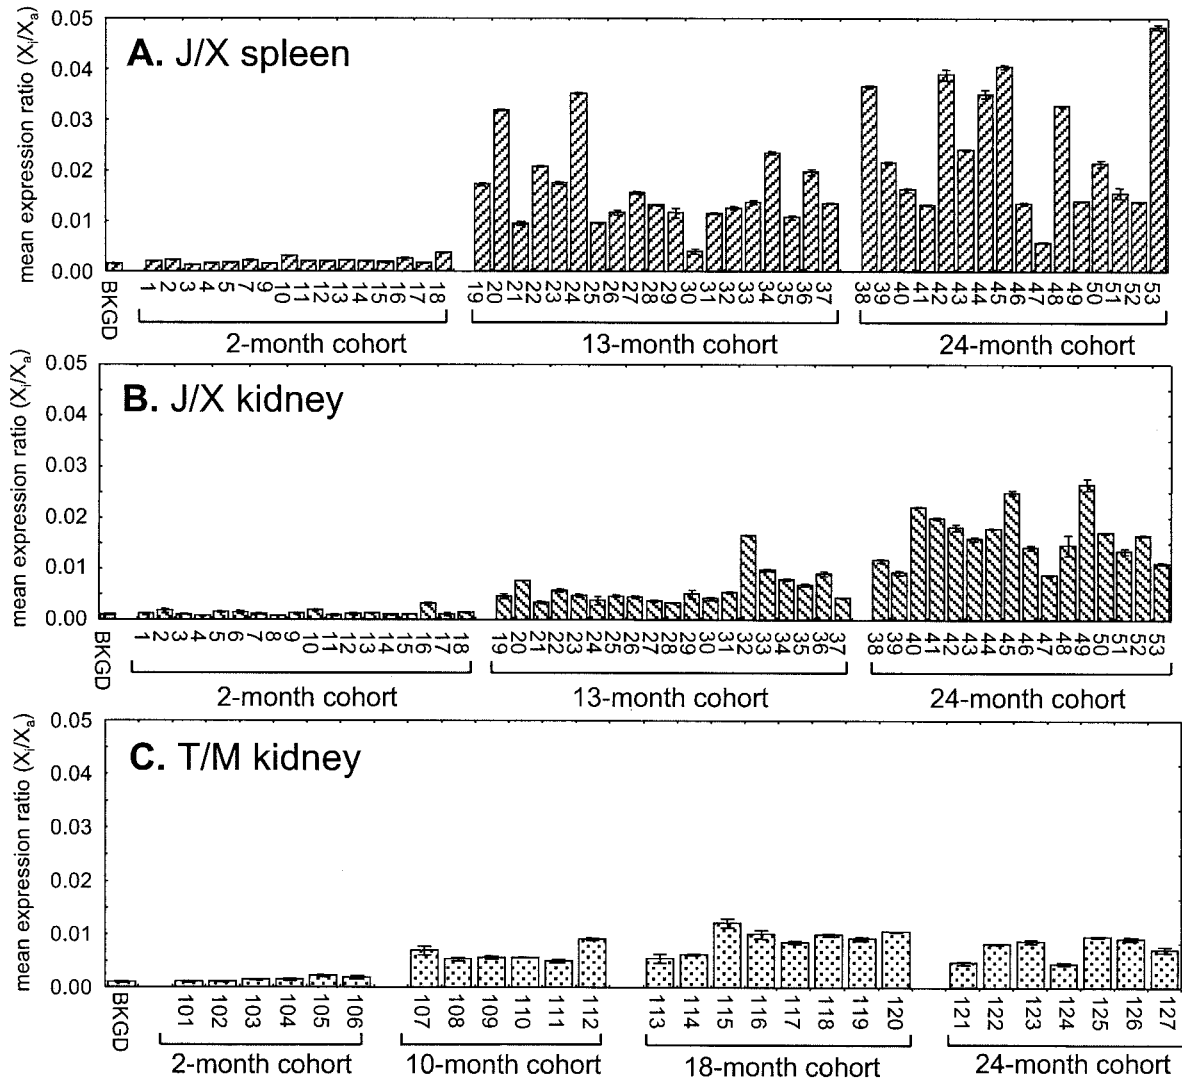 mean expression ratio (Xi/Xa)
0.05
0.04
0.03
0.02
0.01
0.00
A. J/X spleen
BKGD 1 2 3 4 5 7 9 10 11 12 13 14 15 16 17 18 19 20 21 22 23 24 25 26 27 28 29 30 31 32 33 34 35 36 37 38 39 40 41 42 43 44 45 46 47 48 49 50 51 52 53
2-month cohort 13-month cohort 24-month cohort
mean expression ratio (Xi/Xa)
0.05
0.04
0.03
0.02
0.01
0.00
B. J/X kidney
BKGD 1 2 3 4 5 6 7 8 9 10 11 12 13 14 15 16 17 18 19 20 21 22 23 24 25 26 27 28 29 30 31 32 33 34 35 36 37 38 39 40 41 42 43 44 45 46 47 48 49 50 51 52 53
2-month cohort 13-month cohort 24-month cohort
mean expression ratio (Xi/Xa)
0.05
0.04
0.03
0.02
0.01
0.00
C. T/M kidney
BKGD 101 102 103 104 105 106 107 108 109 110 111 112 113 114 115 116 117 118 119 120 121 122 123 124 125 126 127
2-month cohort 10-month cohort 18-month cohort 24-month cohort